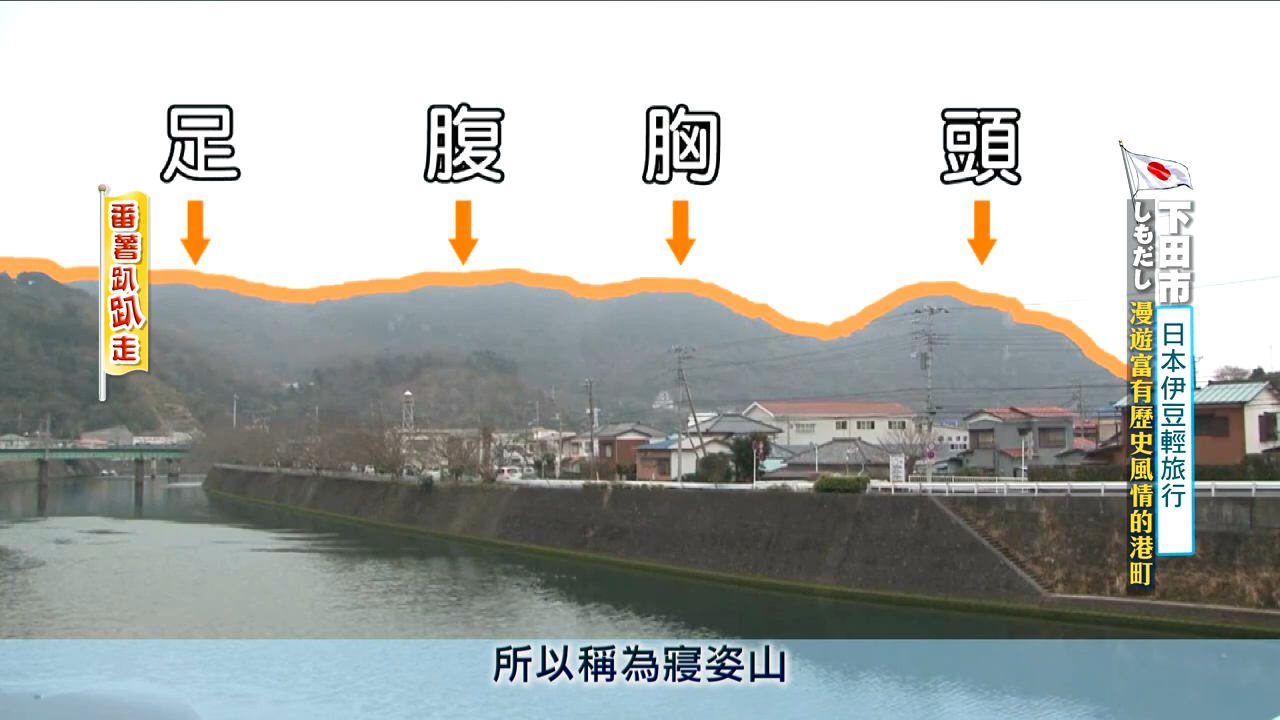 足 腹 胸 頭
番薯趴趴走
下田市
しもだし
日本伊豆輕旅行
漫遊富有歷史風情的港町
所以稱為寢姿山